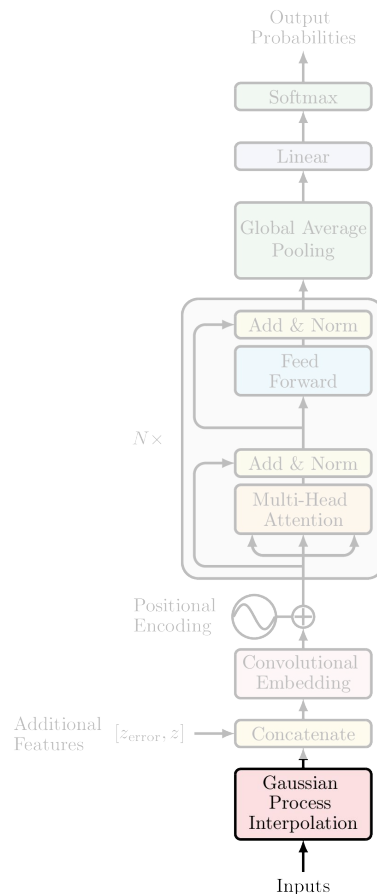 Output
Probabilities
Softmax
Linear
Global Average
Pooling
Add & Norm
Feed
Forward
N×
Add & Norm
Multi-Head
Attention
Positional
Encoding
Convolutional
Embedding
Additional
Features
[z_error, z]
Concatenate
Gaussian
Process
Interpolation
Inputs